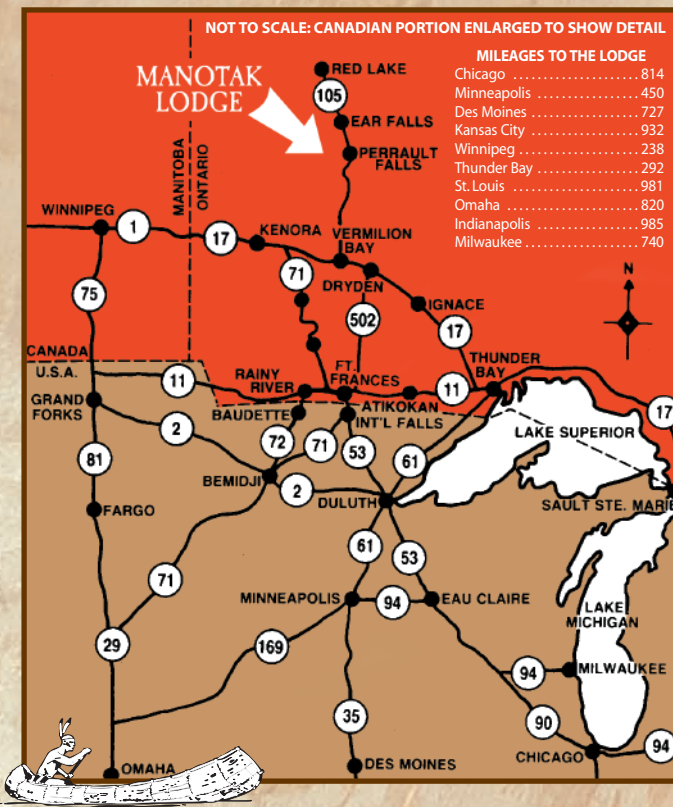 NOT TO SCALE: CANADIAN PORTION ENLARGED TO SHOW DETAIL
MILEAGES TO THE LODGE
Chicago ...................... 814
Minneapolis .................. 450
Des Moines ................... 727
Kansas City .................. 932
Winnipeg ..................... 238
Thunder Bay .................. 292
St. Louis .................... 981
Omaha ........................ 820
Indianapolis ................. 985
Milwaukee .................... 740
MANOTAK
LODGE
RED LAKE
105
EAR FALLS
PERRAULT
FALLS
MANITOBA
ONTARIO
WINNIPEG
1
17
KENORA
VERMILION
BAY
71
DRYDEN
N
75
502
IGNACE
17
CANADA
U.S.A.
11
RAINY
RIVER
FT.
FRANCES
11
THUNDER
BAY
GRAND
FORKS
BAUDETTE
ATIKOKAN
INT'L FALLS
17
2
72
71
53
61
LAKE SUPERIOR
81
BEMIDJI
2
DULUTH
SAULT STE. MARIE
FARGO
61
53
71
MINNEAPOLIS
94
EAU CLAIRE
LAKE
MICHIGAN
29
169
94
MILWAUKEE
35
90
94
CHICAGO
OMAHA
DES MOINES